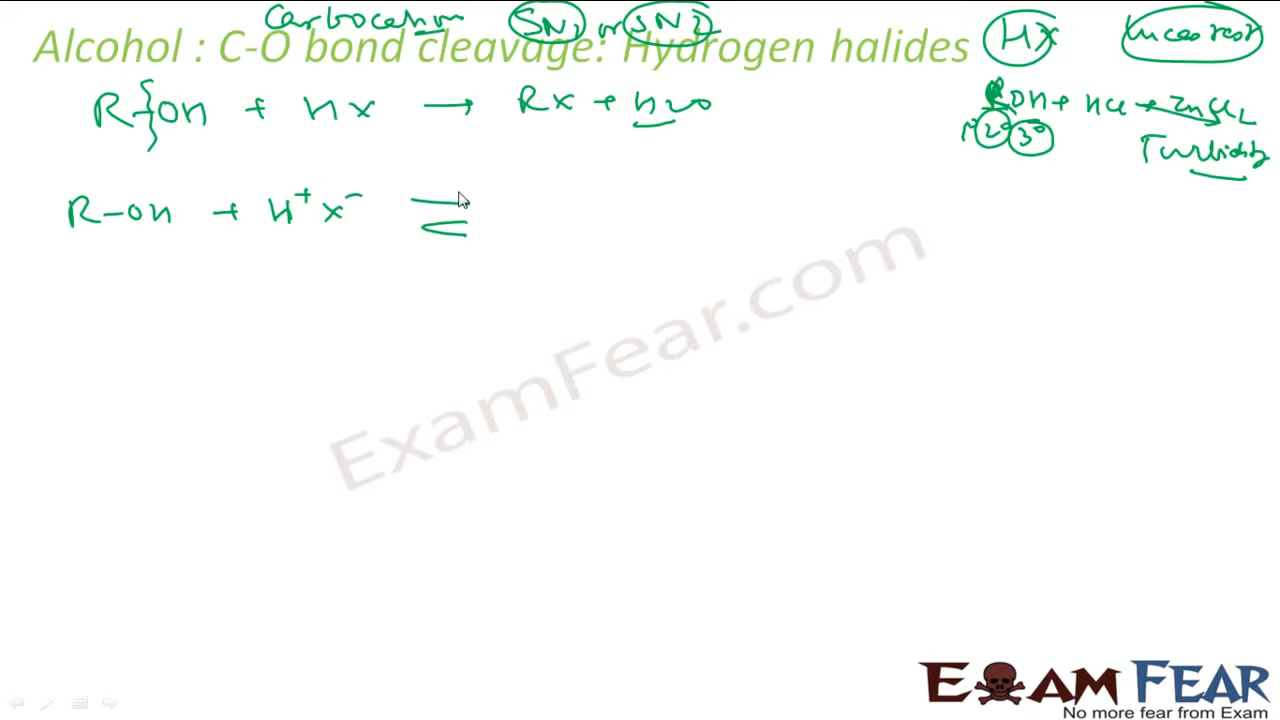 Carbocation SN1 or SN2
Alcohol : C-O bond cleavage: Hydrogen halides
HX
Lucas test
R-OH + HX → RX + H2O
ROH + HCl + ZnCl2
1° 2° 3°
Turbidity
R-OH + H+ X- ⇌
ExamFear.com
EXAM FEAR
No more fear from Exam